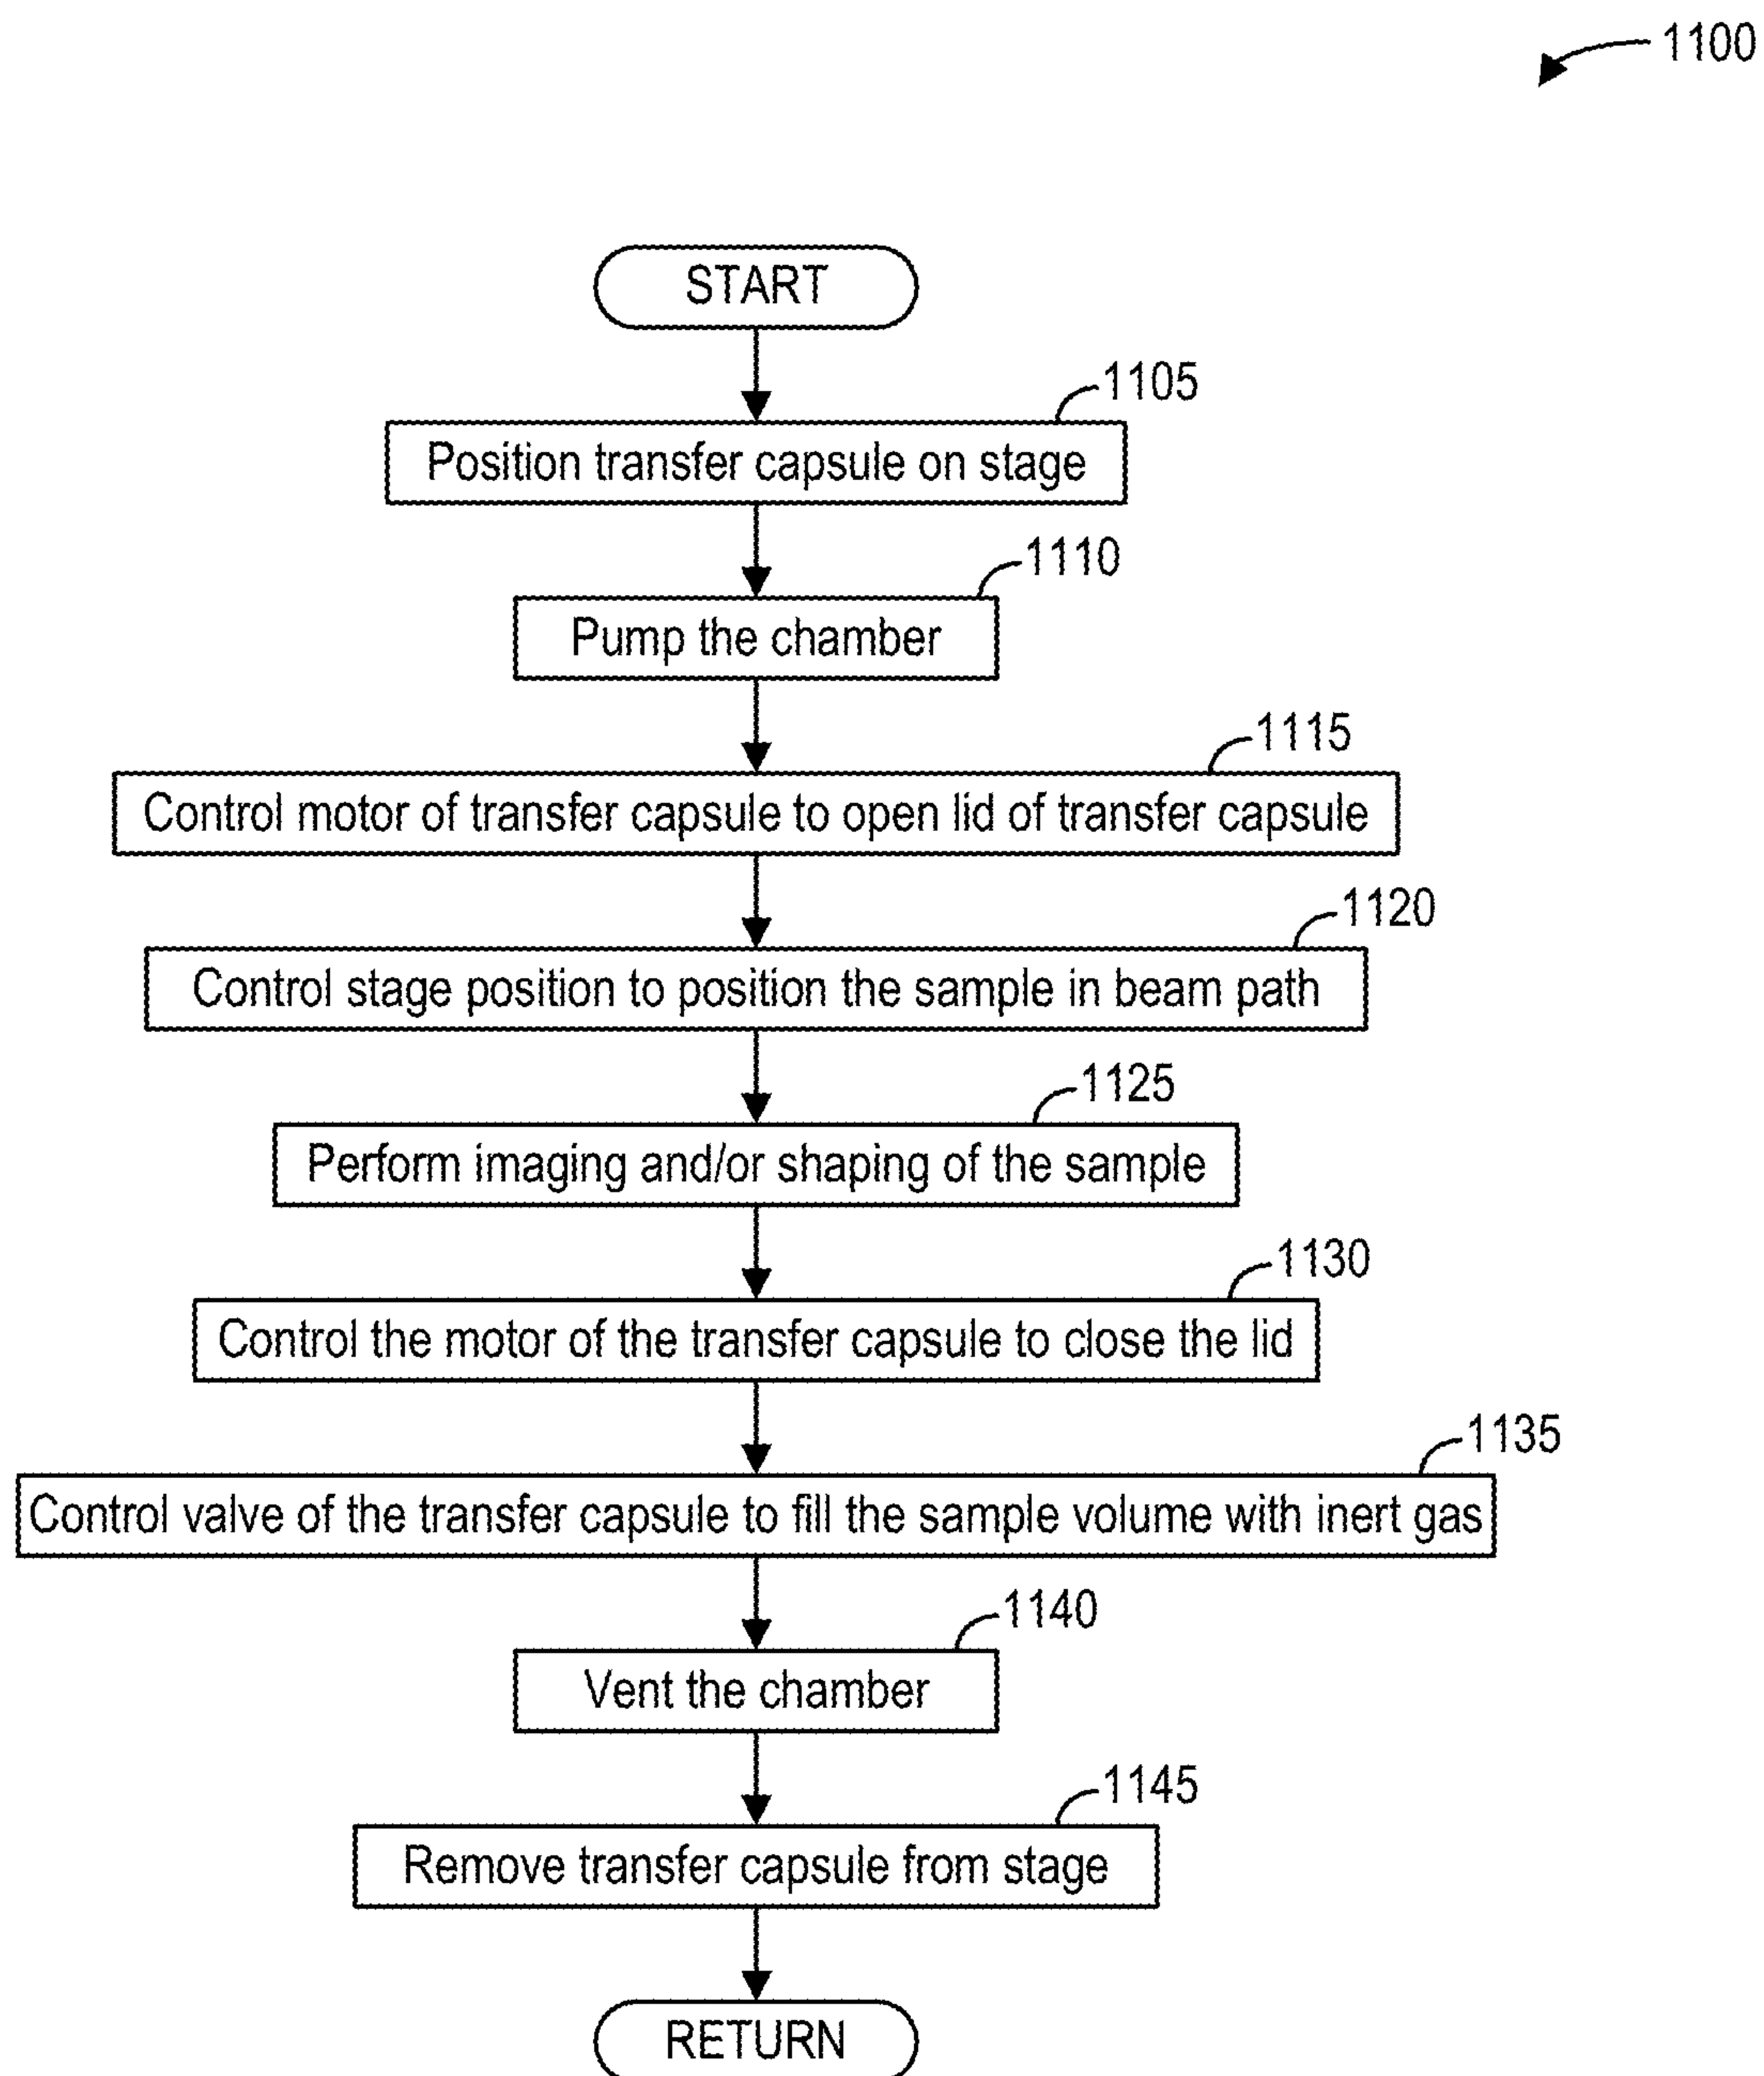 1100
START
1105
Position transfer capsule on stage
1110
Pump the chamber
1115
Control motor of transfer capsule to open lid of transfer capsule
1120
Control stage position to position the sample in beam path
1125
Perform imaging and/or shaping of the sample
1130
Control the motor of the transfer capsule to close the lid
1135
Control valve of the transfer capsule to fill the sample volume with inert gas
1140
Vent the chamber
1145
Remove transfer capsule from stage
RETURN